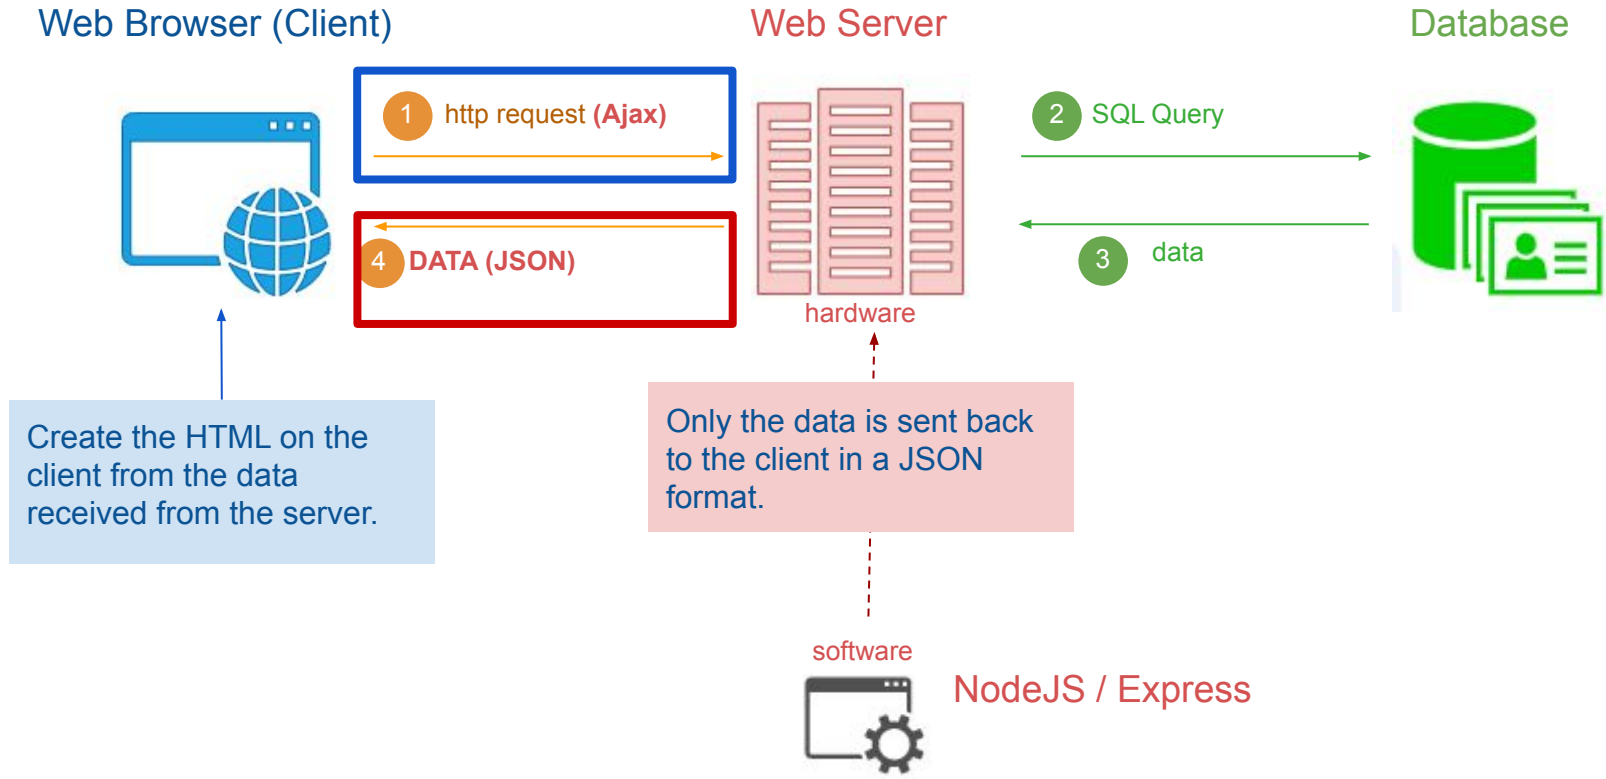 Web Browser (Client)
Web Server
Database
1 http request (Ajax)
2 SQL Query
4 DATA (JSON)
3 data
hardware
Create the HTML on the
client from the data
received from the server.
Only the data is sent back
to the client in a JSON
format.
software
NodeJS / Express